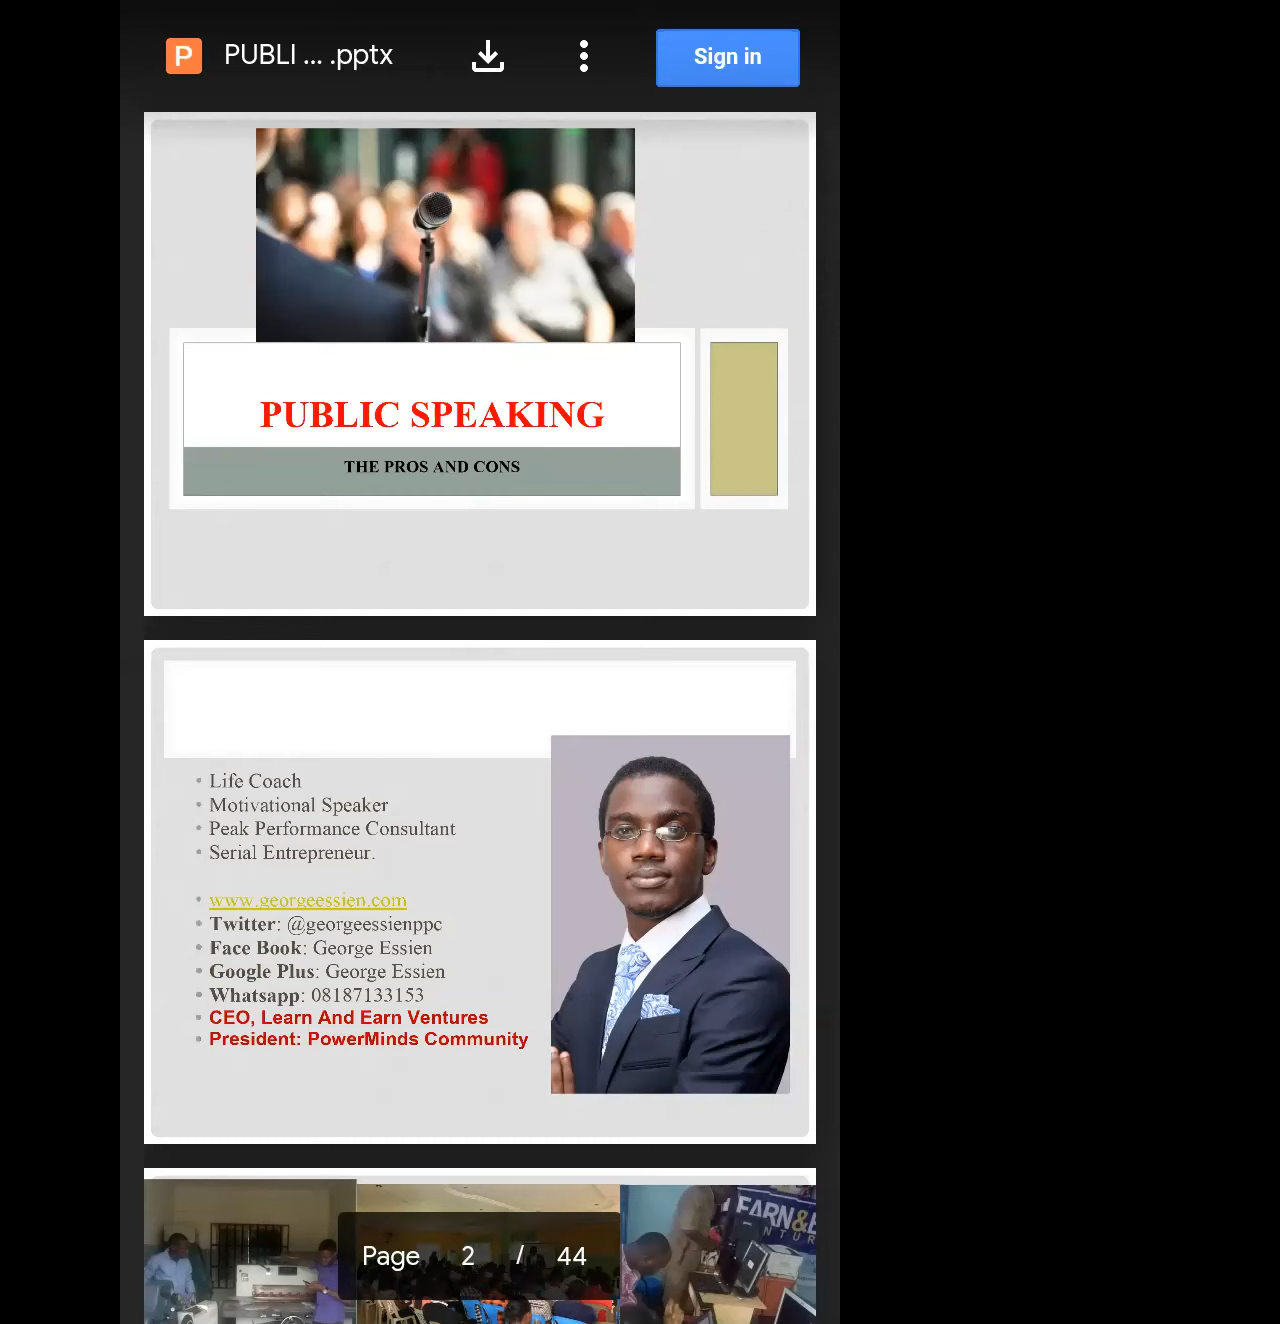 P PUBLI ... .pptx Sign in
PUBLIC SPEAKING
THE PROS AND CONS
• Life Coach
• Motivational Speaker
• Peak Performance Consultant
• Serial Entrepreneur.
• www.georgeessien.com
• Twitter: @georgeessienppc
• Face Book: George Essien
• Google Plus: George Essien
• Whatsapp: 08187133153
• CEO, Learn And Earn Ventures
• President: PowerMinds Community
EARN&E
NTUR
Page 2 / 44